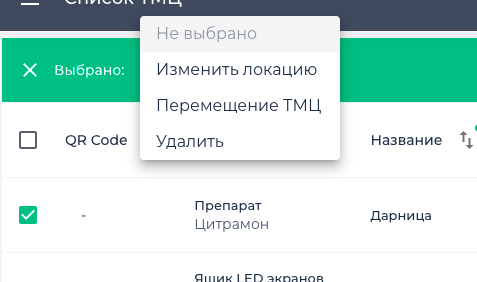 Список ТМЦ
Не выбрано
Выбрано:
Изменить локацию
Перемещение ТМЦ
Удалить
QR Code
Название
-
Препарат
Цитрамон
Дарница
Ящик LED экранов